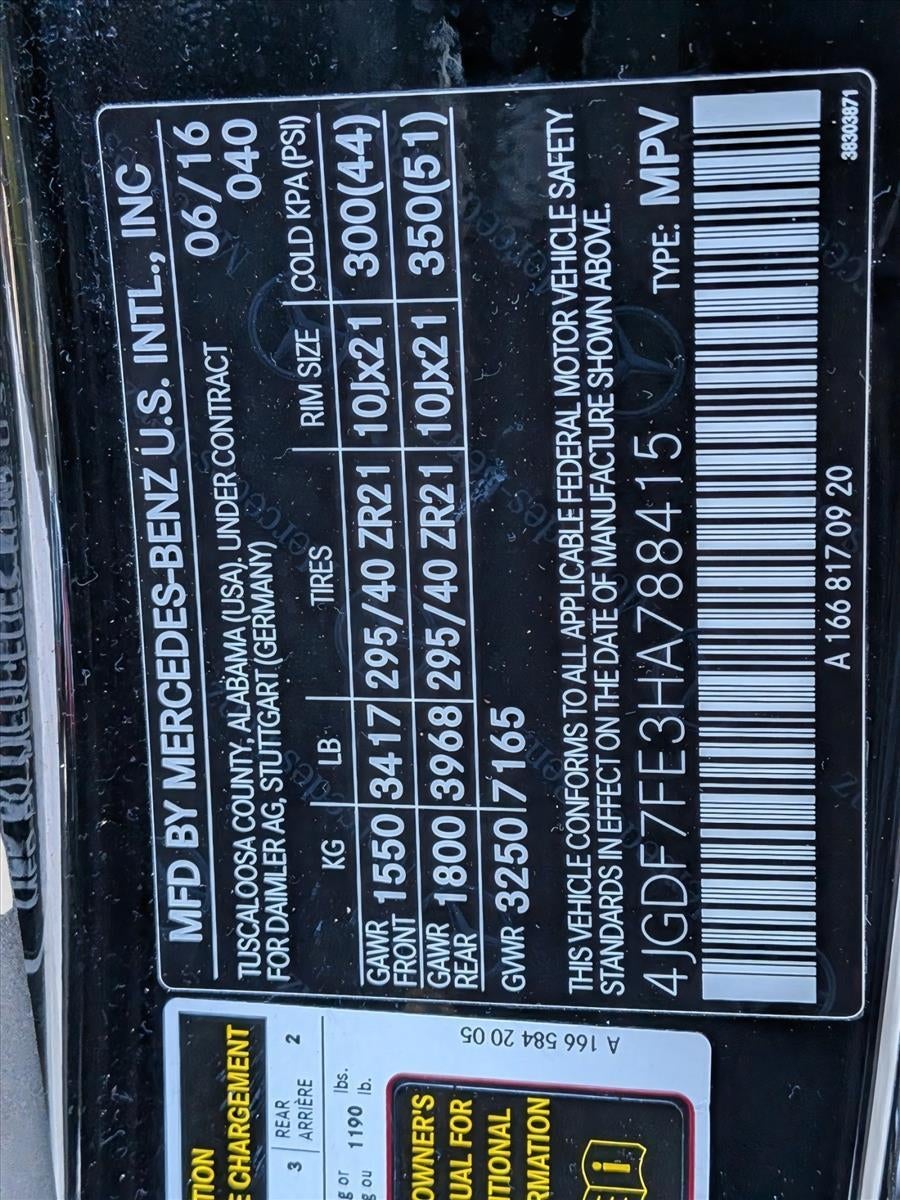 MFD BY MERCEDES-BENZ U.S. INTL., INC
TUSCALOOSA COUNTY, ALABAMA (USA), UNDER CONTRACT 06/16
FOR DAIMLER AG, STUTTGART (GERMANY) 040
KG LB TIRES RIM SIZE COLD KPA(PSI)
GAWR FRONT 1550 3417 295/40 ZR21 10Jx21 300(44)
GAWR REAR 1800 3968 295/40 ZR21 10Jx21 350(51)
GVWR 3250 7165
THIS VEHICLE CONFORMS TO ALL APPLICABLE FEDERAL MOTOR VEHICLE SAFETY
STANDARDS IN EFFECT ON THE DATE OF MANUFACTURE SHOWN ABOVE.
4JGDF7FE3HA788415 TYPE: MPV
A 166 817 09 20
38303871
E CHARGEMENT
3 REAR 2
ARRIÈRE
or 1190 lbs.
ou lb.
A 166 584 20 05
OWNER'S
FOR